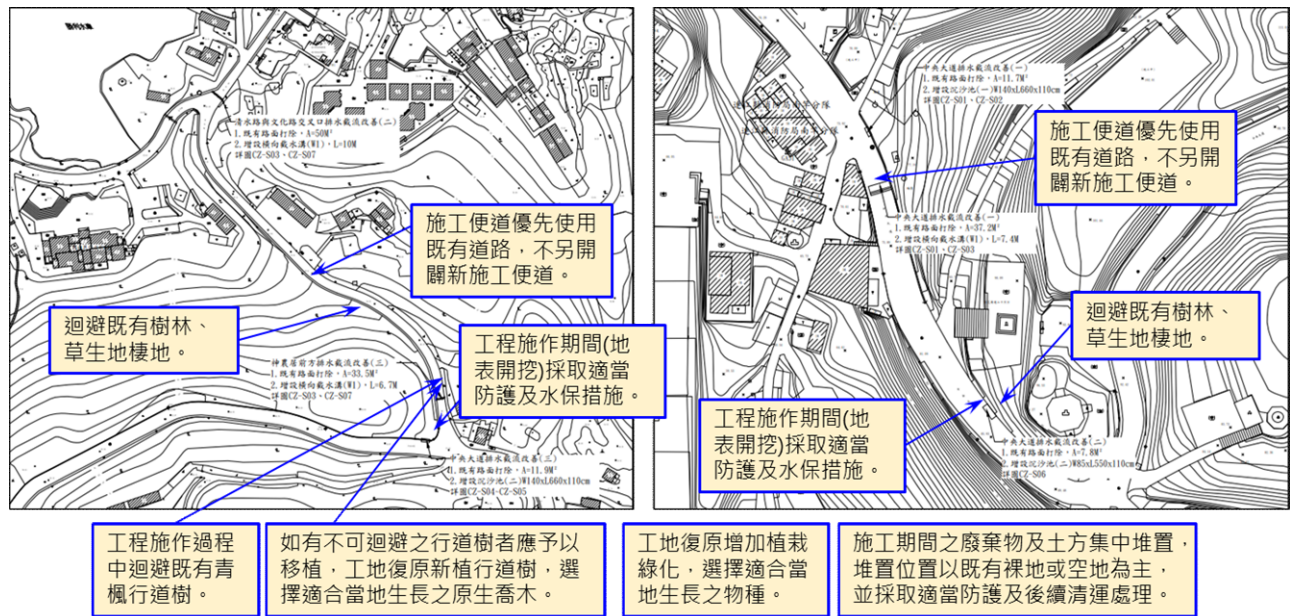 清水路與文化路交叉口排水截流改善(二)
1.既有路面打除，A=50M²
2.增設橫向截水溝(W1)，L=10M
詳圖CZ-S03、CZ-S07
施工便道優先使用
既有道路，不另開
闢新施工便道。
迴避既有樹林、
草生地棲地。
神農居前方排水截流改善(三)
1.既有路面打除，A=33.5M²
2.增設橫向截水溝(W1)，L=6.7M
詳圖CZ-S03、CZ-S07
工程施作期間(地
表開挖)採取適當
防護及水保措施。
中央大道排水截流改善(三)
1.既有路面打除，A=11.9M²
2.增設沉沙池(二)W140xL660x110cm
詳圖CZ-S04~CZ-S05
中央大道排水截流改善(一)
1.既有路面打除，A=11.7M²
2.增設沉沙池(一)W140xL660x110cm
詳圖CZ-S01、CZ-S02
連江縣消防局南竿分隊
連江縣消防局南竿分隊
施工便道優先使用
既有道路，不另開
闢新施工便道。
中央大道排水截流改善(一)
1.既有路面打除，A=37.2M²
2.增設橫向截水溝(W1)，L=7.4M
詳圖CZ-S01、CZ-S03
迴避既有樹林、
草生地棲地。
工程施作期間(地
表開挖)採取適當
防護及水保措施。
中央大道排水截流改善(二)
1.既有路面打除，A=7.8M²
2.增設沉沙池(二)W85xL550x110cm
詳圖CZ-S06
工程施作過程
中迴避既有青
楓行道樹。
如有不可迴避之行道樹者應予以
移植，工地復原新植行道樹，選
擇適合當地生長之原生喬木。
工地復原增加植栽
綠化，選擇適合當
地生長之物種。
施工期間之廢棄物及土方集中堆置，
堆置位置以既有裸地或空地為主，
並採取適當防護及後續清運處理。